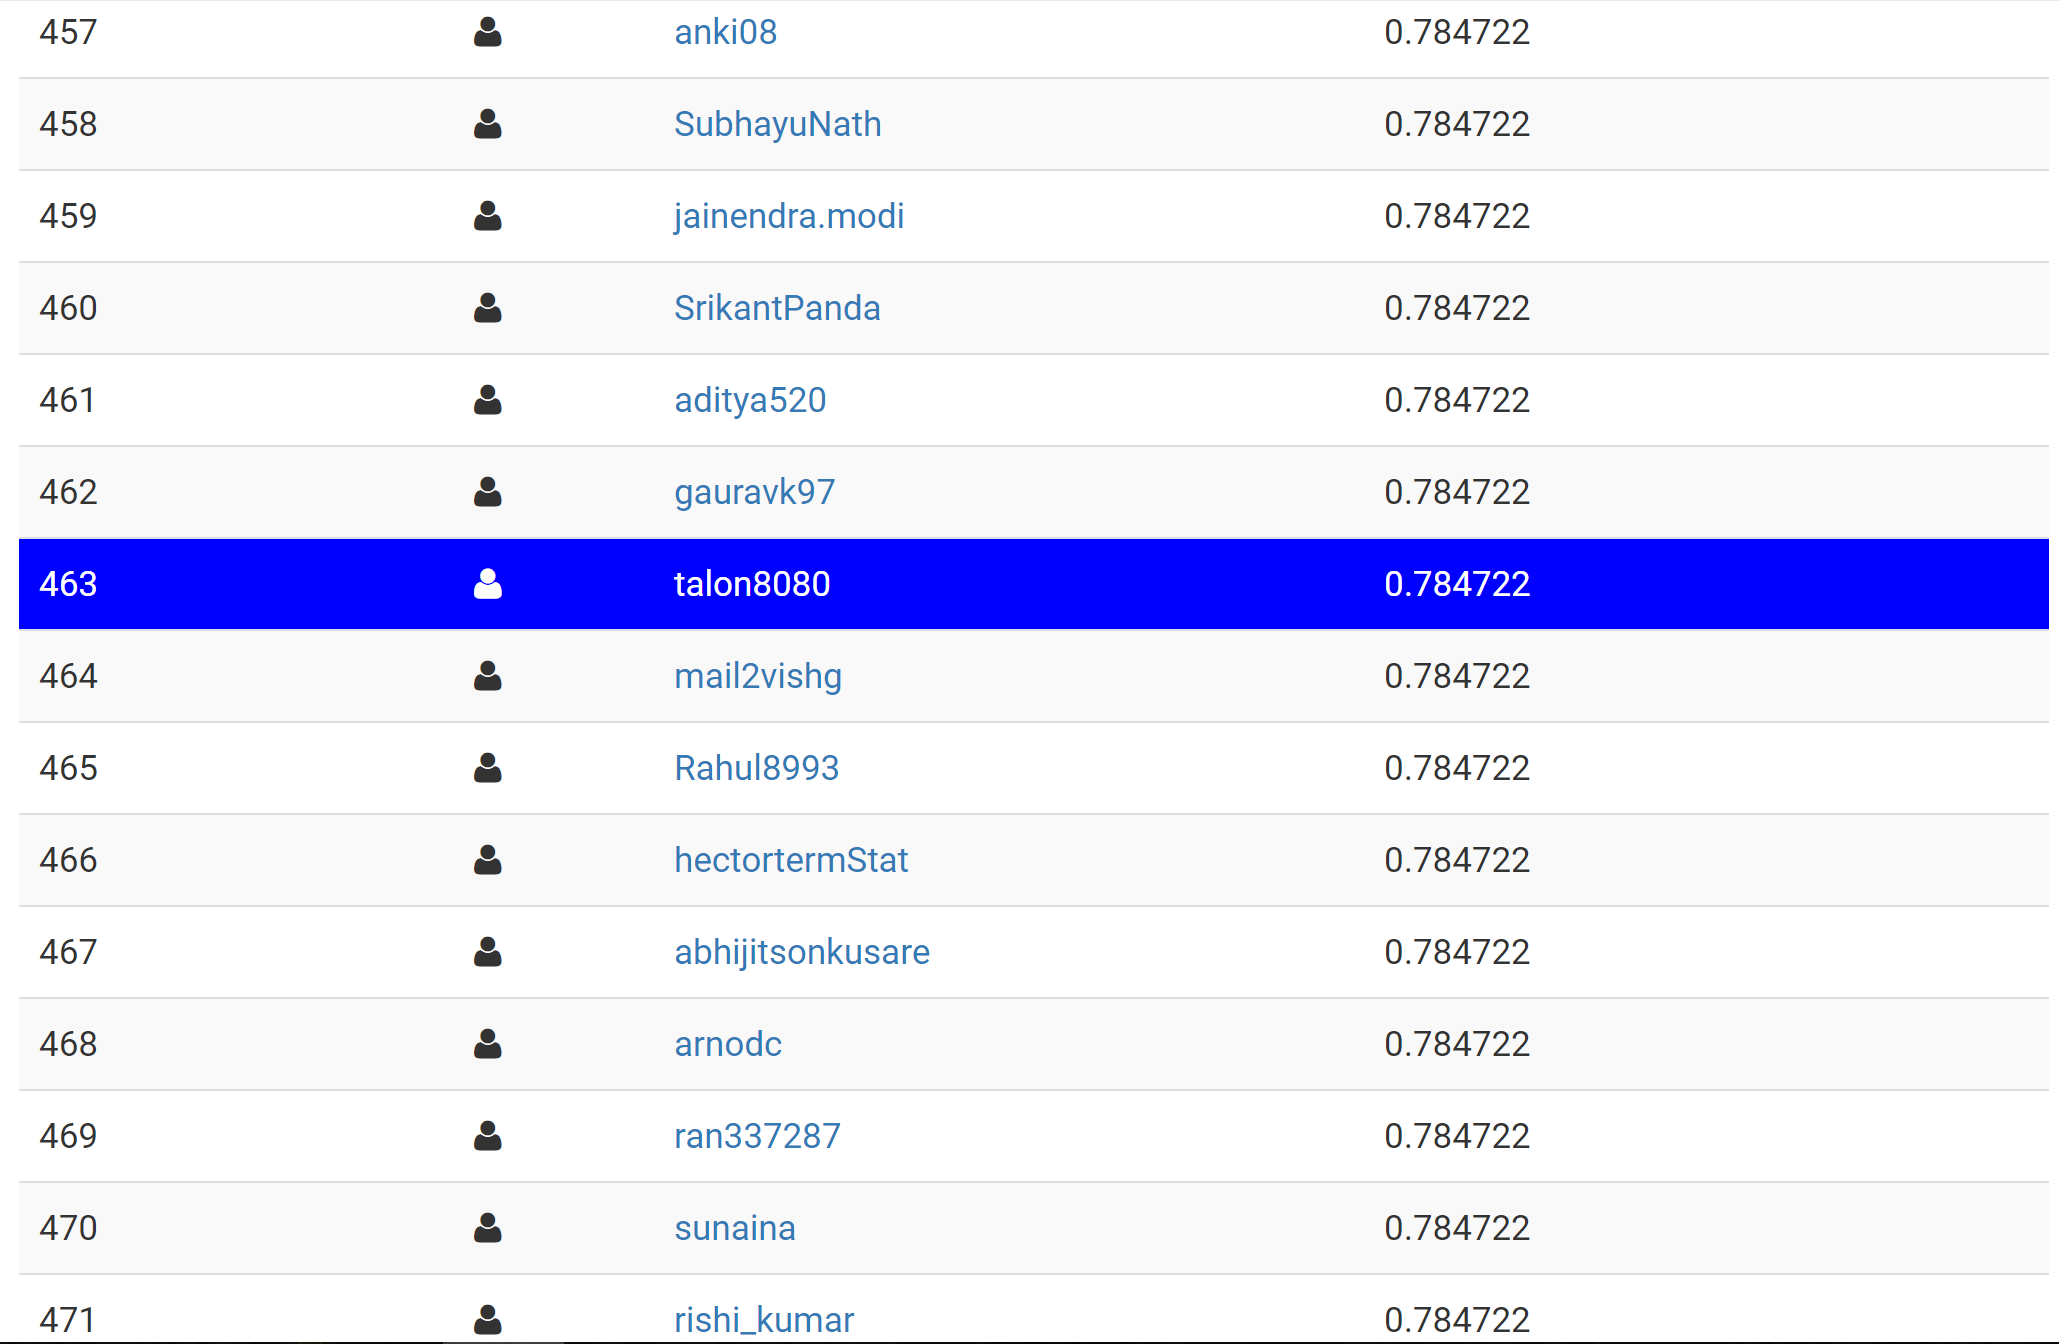 457 anki08 0.784722
458 SubhayuNath 0.784722
459 jainendra.modi 0.784722
460 SrikantPanda 0.784722
461 aditya520 0.784722
462 gauravk97 0.784722
463 talon8080 0.784722
464 mail2vishg 0.784722
465 Rahul8993 0.784722
466 hectortermStat 0.784722
467 abhijitsonkusare 0.784722
468 arnodc 0.784722
469 ran337287 0.784722
470 sunaina 0.784722
471 rishi_kumar 0.784722